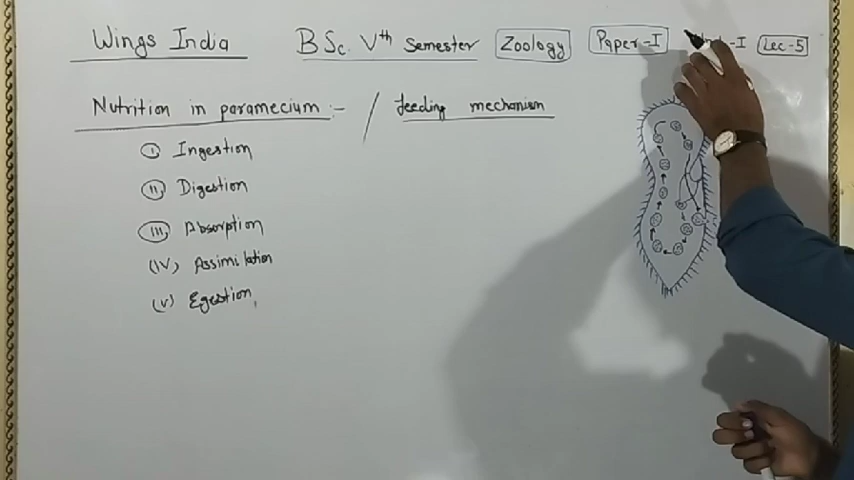 Wings India BSc. Vth Semester Zoology Paper-I -I Lec-5
Nutrition in paramecium :- / feeding mechanism
(I) Ingestion
(II) Digestion
(III) Absorption
(IV) Assimilation
(V) Egestion,